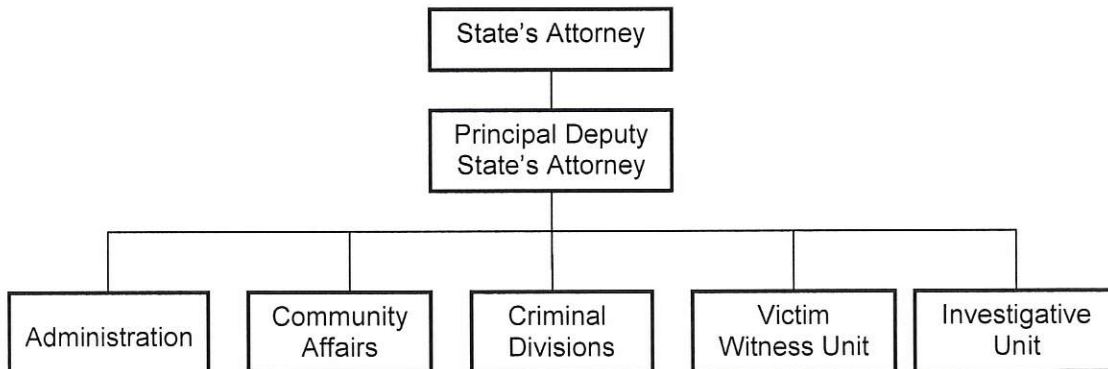 State's Attorney
Principal Deputy
State's Attorney
Administration
Community
Affairs
Criminal
Divisions
Victim
Witness Unit
Investigative
Unit